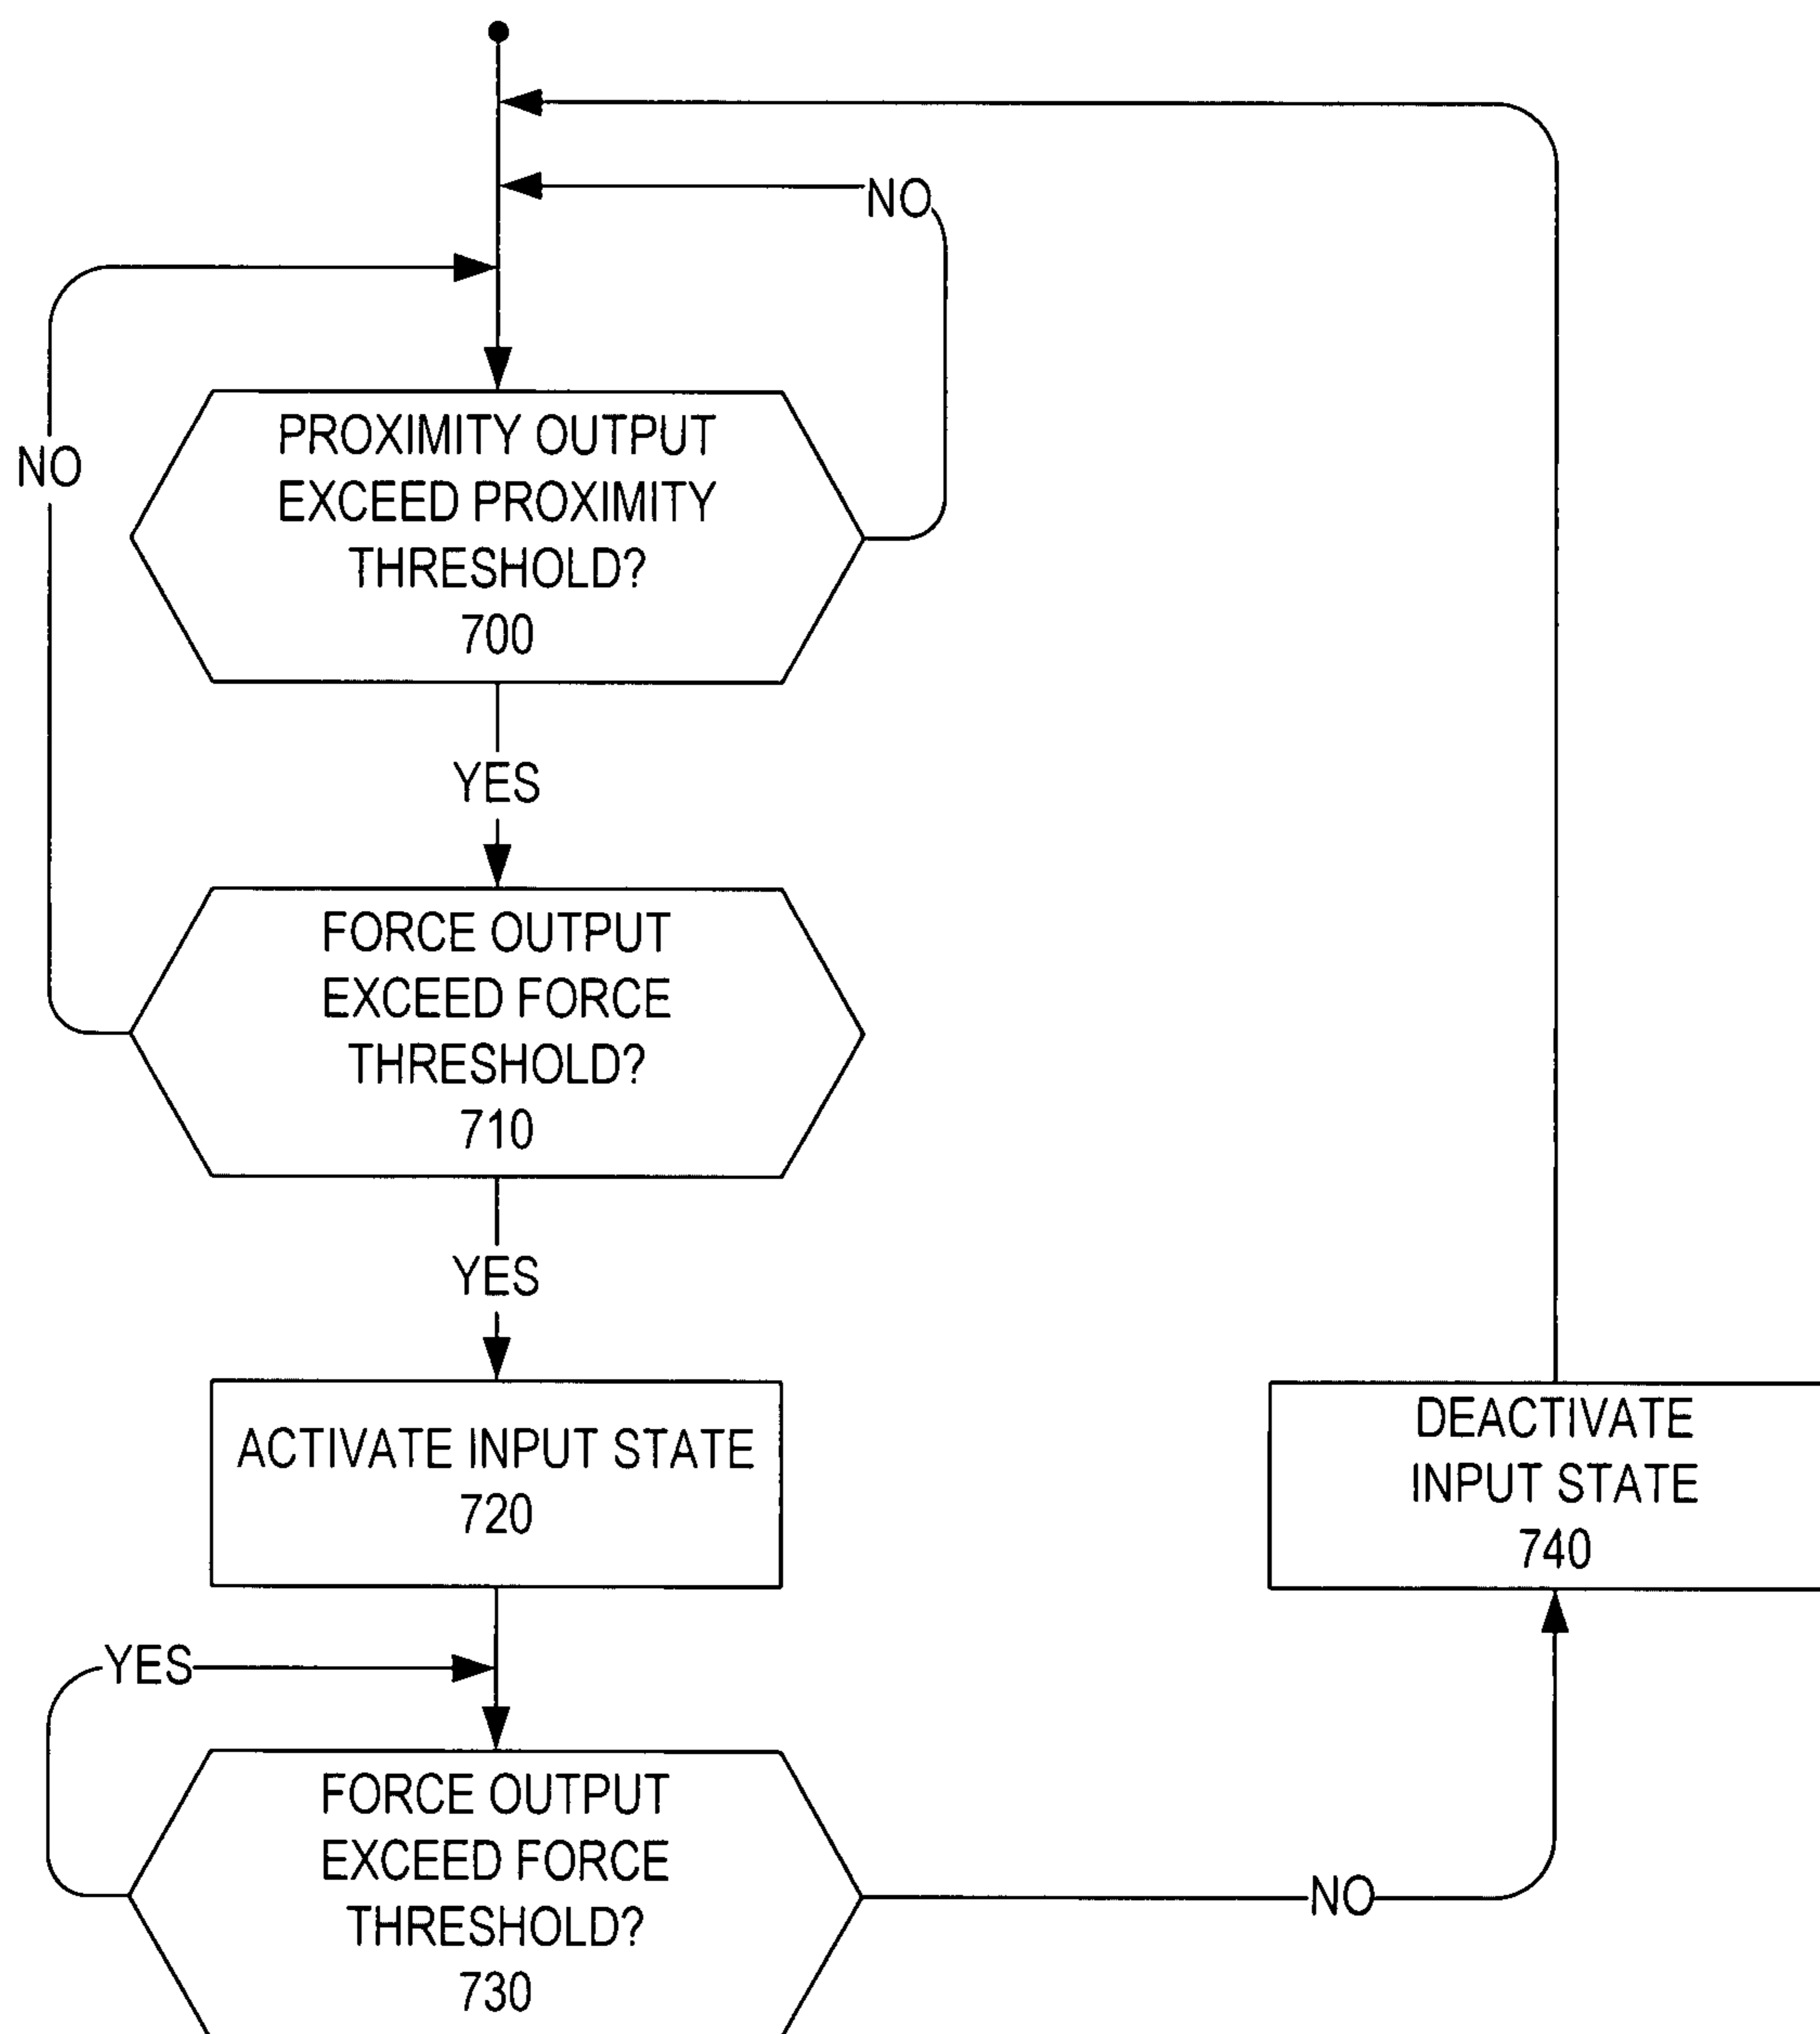 NO
NO
PROXIMITY OUTPUT
EXCEED PROXIMITY
THRESHOLD?
700
YES
FORCE OUTPUT
EXCEED FORCE
THRESHOLD?
710
YES
ACTIVATE INPUT STATE
720
DEACTIVATE
INPUT STATE
740
YES
FORCE OUTPUT
EXCEED FORCE
THRESHOLD?
730
NO